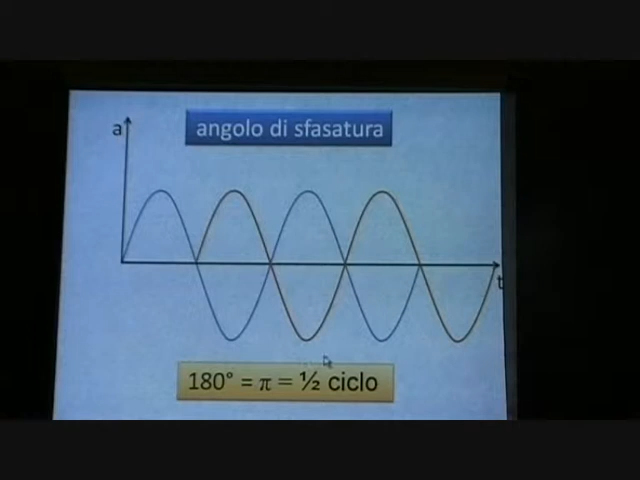 angolo di sfasatura
a
t
180° = π = ½ ciclo